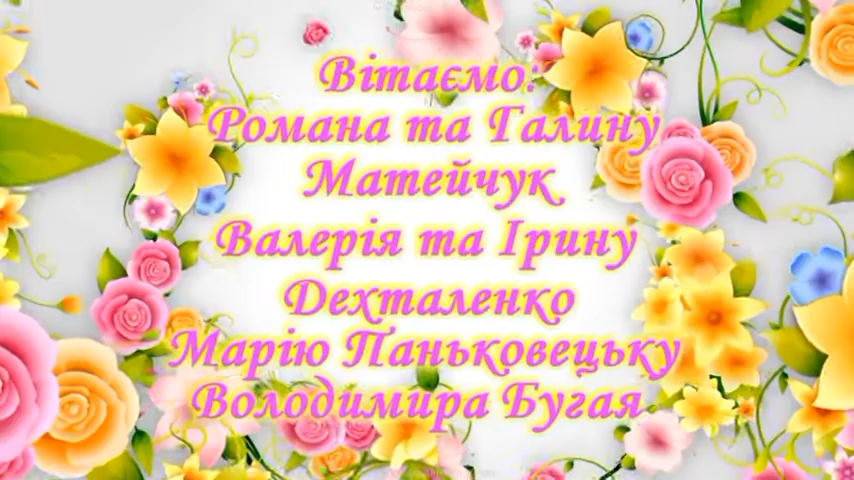 Вітаємо:
Романа та Галину
Матейчук
Валерія та Ірину
Дехталенко
Марію Паньковецьку
Володимира Бугая